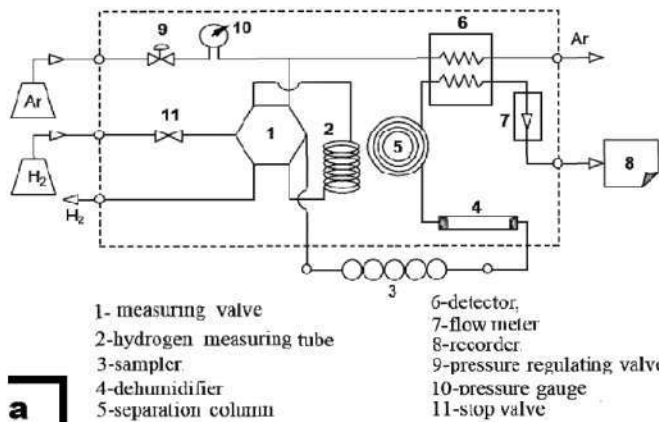 9
10
6
Ar
Ar
11
1
2
5
7
8
H₂
H₂
4
3
1- measuring valve
2-hydrogen measuring tube
3-sampler
4-dehumidifier
5-separation column
6-detector,
7-flow meter
8-recorder
9-pressure regulating valve
10-pressure gauge
11-stop valve
a